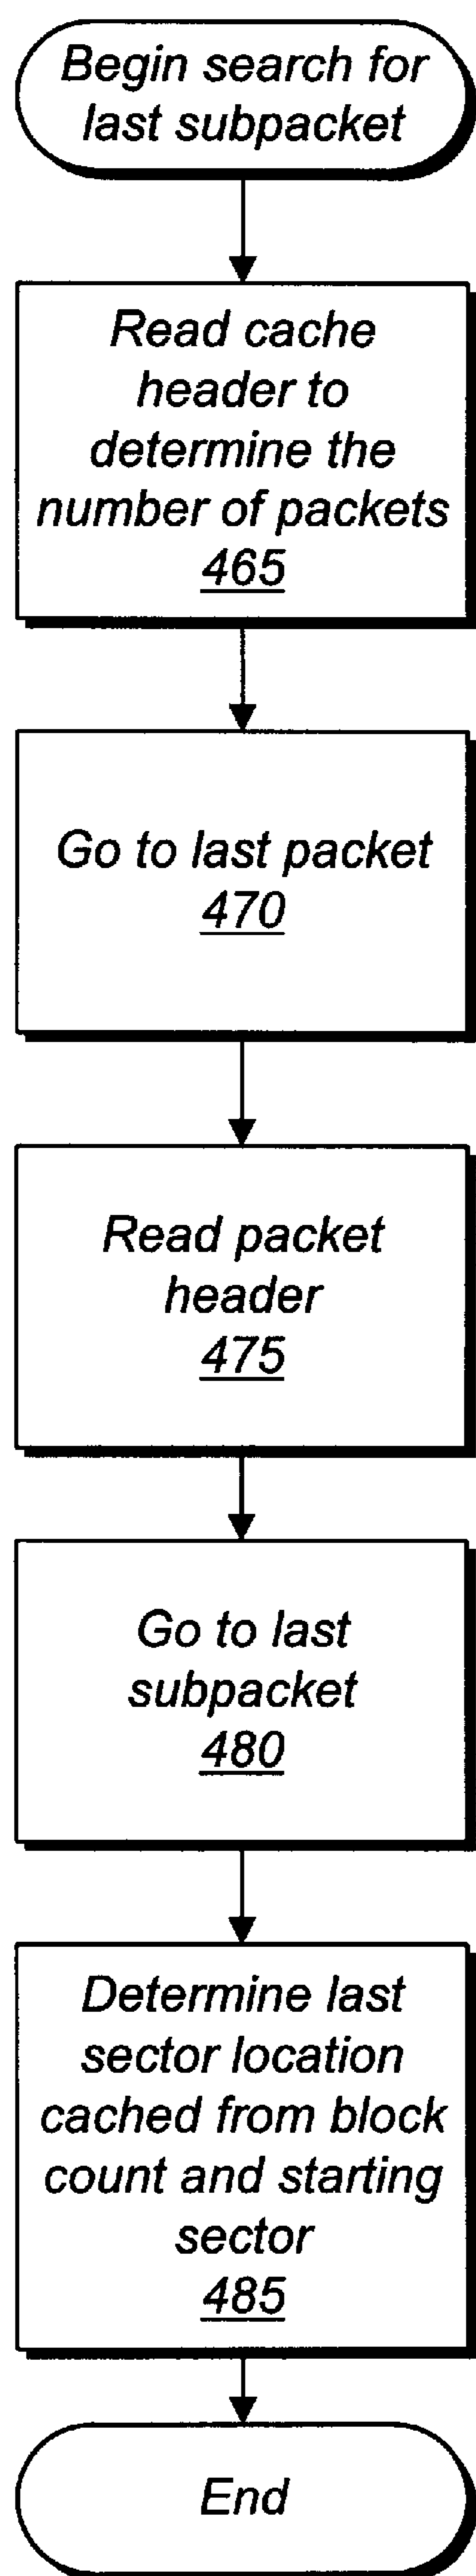 Begin search for
last subpacket
Read cache
header to
determine the
number of packets
465
Go to last packet
470
Read packet
header
475
Go to last
subpacket
480
Determine last
sector location
cached from block
count and starting
sector
485
End